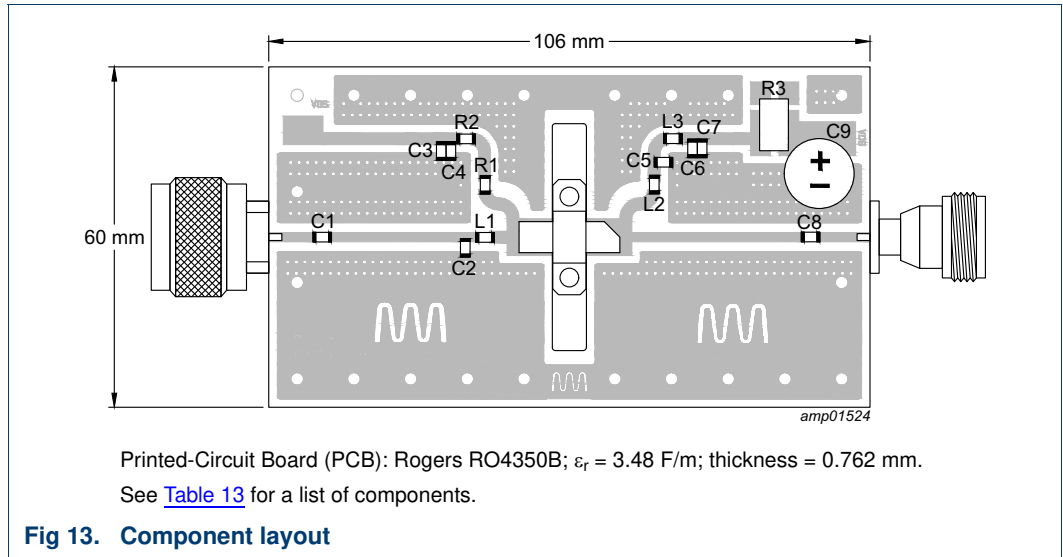 106 mm
R3
VGS
R2
L3
C7
C9
VDD
C3
C5
C4
C6
R1
L2
60 mm
C1
L1
C8
C2
amp01524
Printed-Circuit Board (PCB): Rogers RO4350B; εr = 3.48 F/m; thickness = 0.762 mm.
See Table 13 for a list of components.
Fig 13. Component layout